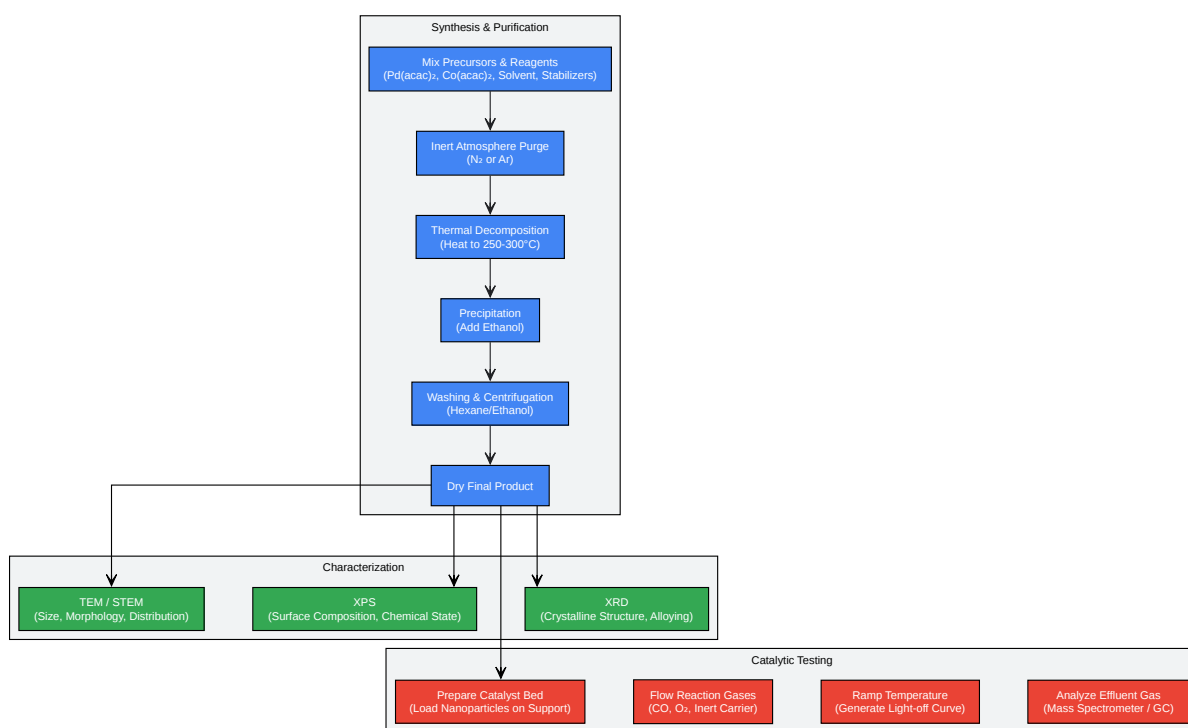 Synthesis & Purification
Mix Precursors & Reagents
(Pd(acac)₂, Co(acac)₂, Solvent, Stabilizers)
Inert Atmosphere Purge
(N₂ or Ar)
Thermal Decomposition
(Heat to 250-300°C)
Precipitation
(Add Ethanol)
Washing & Centrifugation
(Hexane/Ethanol)
Dry Final Product
Characterization
TEM / STEM
(Size, Morphology, Distribution)
XPS
(Surface Composition, Chemical State)
XRD
(Crystalline Structure, Alloying)
Catalytic Testing
Prepare Catalyst Bed
(Load Nanoparticles on Support)
Flow Reaction Gases
(CO, O₂, Inert Carrier)
Ramp Temperature
(Generate Light-off Curve)
Analyze Effluent Gas
(Mass Spectrometer / GC)